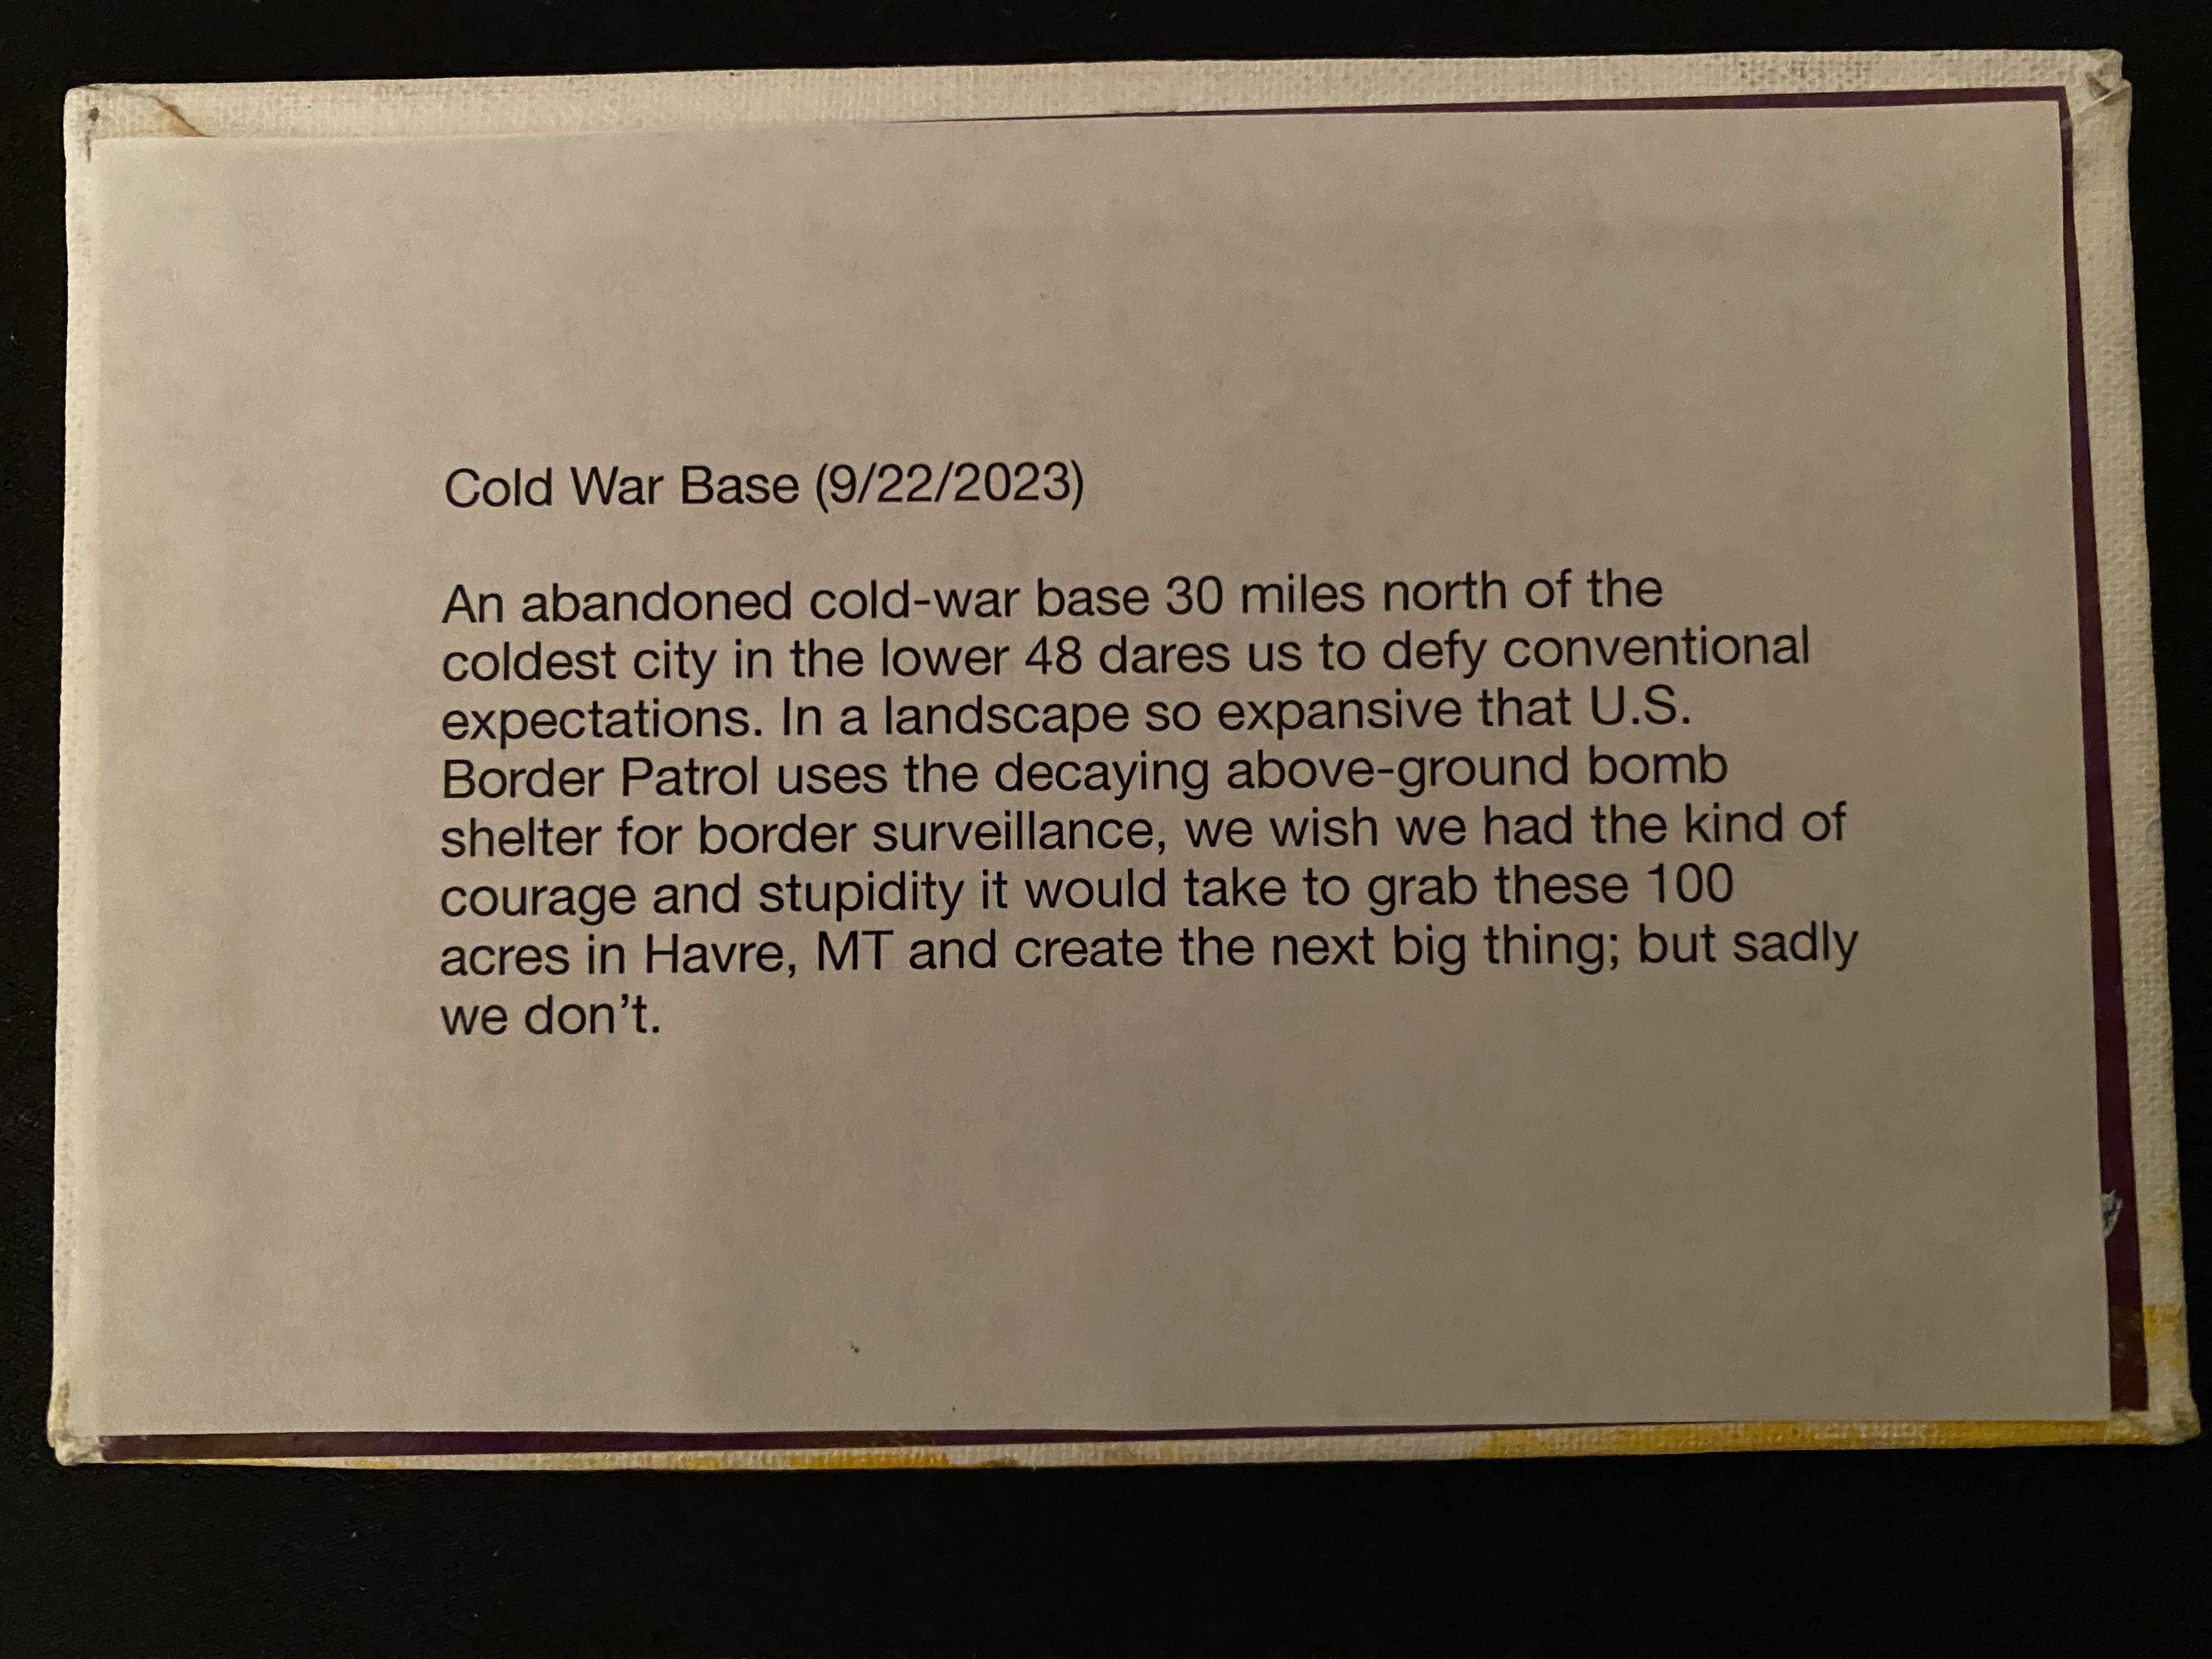 Cold War Base (9/22/2023)
An abandoned cold-war base 30 miles north of the
coldest city in the lower 48 dares us to defy conventional
expectations. In a landscape so expansive that U.S.
Border Patrol uses the decaying above-ground bomb
shelter for border surveillance, we wish we had the kind of
courage and stupidity it would take to grab these 100
acres in Havre, MT and create the next big thing; but sadly
we don’t.